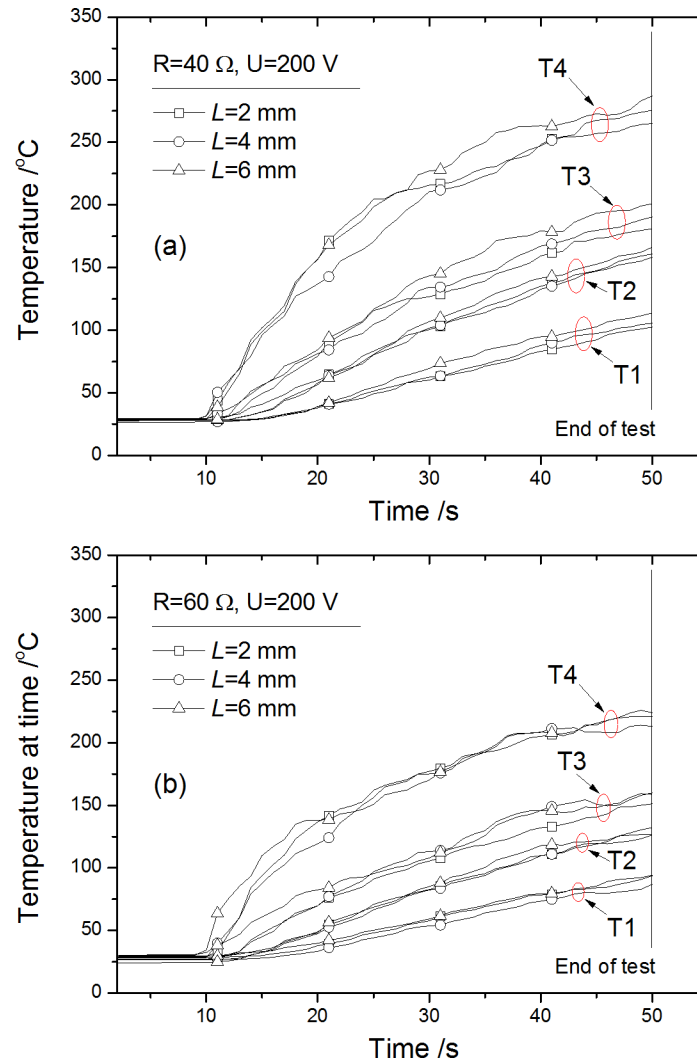 350
300
250
200
150
100
50
0
Temperature /°C
R=40 Ω, U=200 V
L=2 mm
L=4 mm
L=6 mm
(a)
T4
T3
T2
T1
End of test
10
20
30
40
50
Time /s
350
300
250
200
150
100
50
0
Temperature at time /°C
R=60 Ω, U=200 V
L=2 mm
L=4 mm
L=6 mm
(b)
T4
T3
T2
T1
End of test
10
20
30
40
50
Time /s